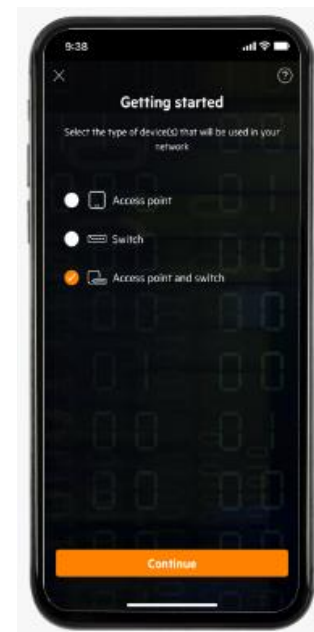 9:38
Getting started
Select the type of device(s) that will be used in your
network
Access point
Switch
Access point and switch
Continue